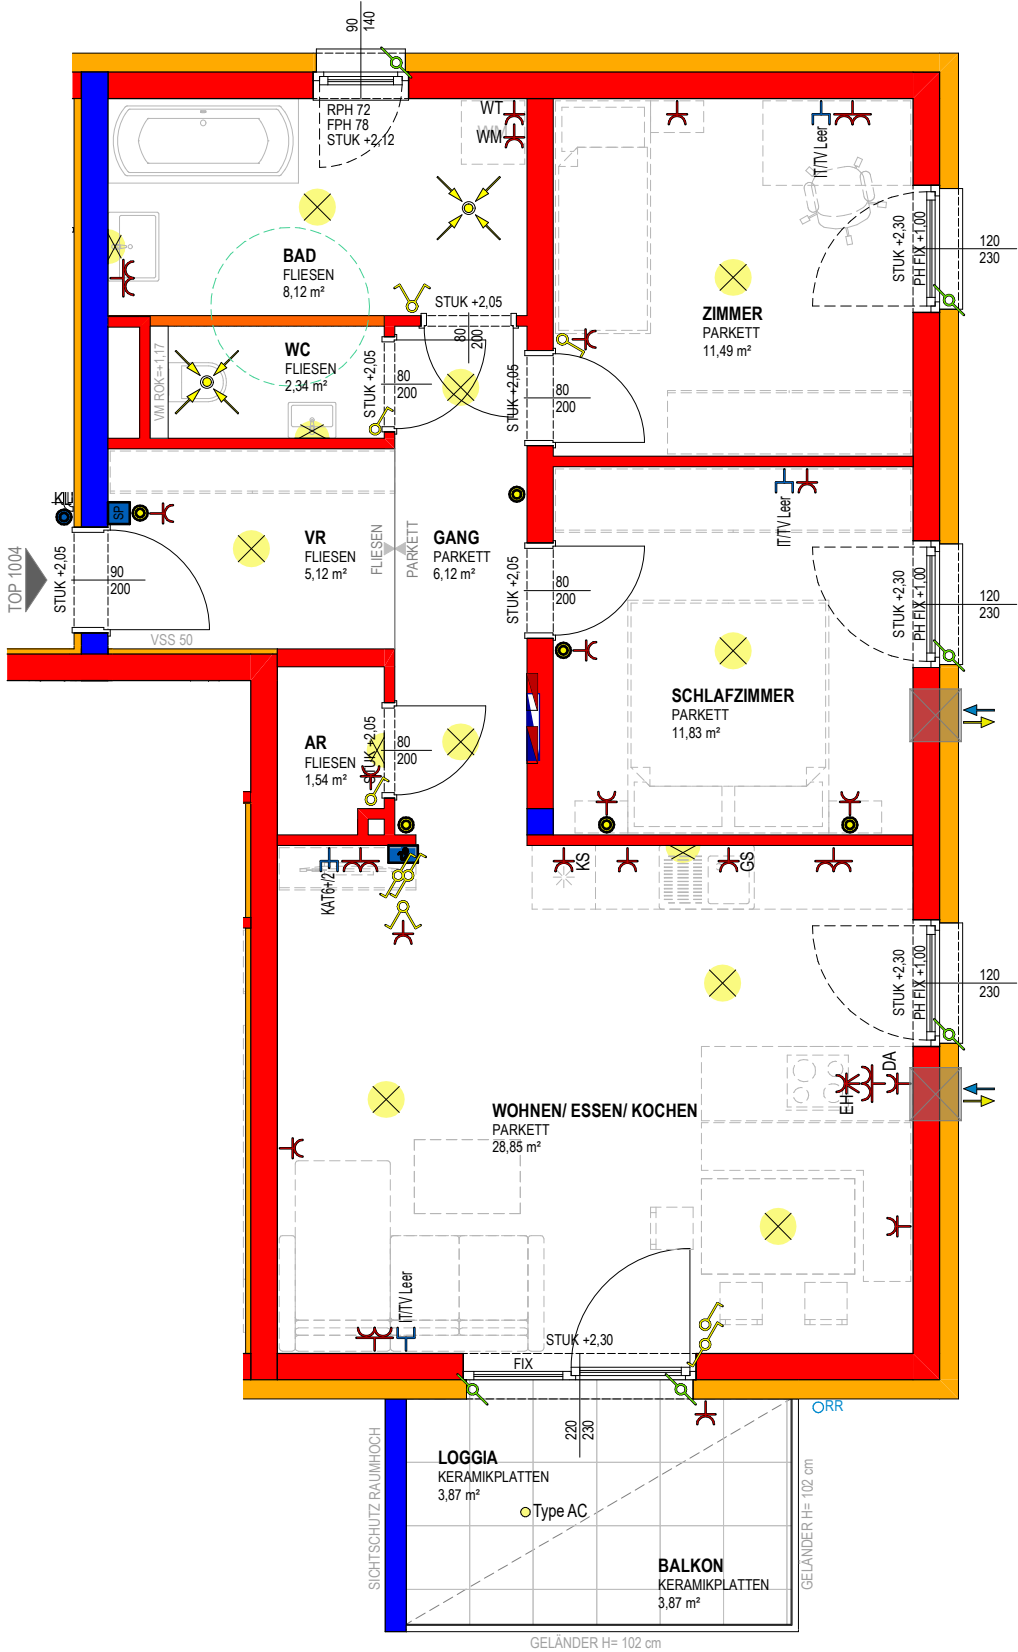 90
140
RPH 72
FPH 78
STUK +2,12
WT
WM
IT/TV Leer
STUK +2,30
PH FIX +1,00
120
230
BAD
FLIESEN
8,12 m²
STUK +2,05
80
200
ZIMMER
PARKETT
11,49 m²
VM ROK=+1,17
WC
FLIESEN
2,34 m²
STUK +2,05
80
200
STUK +2,05
80
200
SP
TOP 1004
STUK +2,05
90
200
VR
FLIESEN
5,12 m²
FLIESEN
PARKETT
GANG
PARKETT
6,12 m²
VSS 50
STUK +2,05
80
200
IT/TV Leer
STUK +2,30
PH FIX +1,00
120
230
SCHLAFZIMMER
PARKETT
11,83 m²
AR
FLIESEN
1,54 m²
STUK +2,05
80
200
KAT6+/2
KS
GS
STUK +2,30
PH FIX +1,00
120
230
EH
DA
WOHNEN/ ESSEN/ KOCHEN
PARKETT
28,85 m²
IT/TV Leer
STUK +2,30
FIX
220
230
RR
SICHTSCHUTZ RAUMHOCH
LOGGIA
KERAMIKPLATTEN
3,87 m²
Type AC
BALKON
KERAMIKPLATTEN
3,87 m²
GELÄNDER H= 102 cm
GELÄNDER H= 102 cm